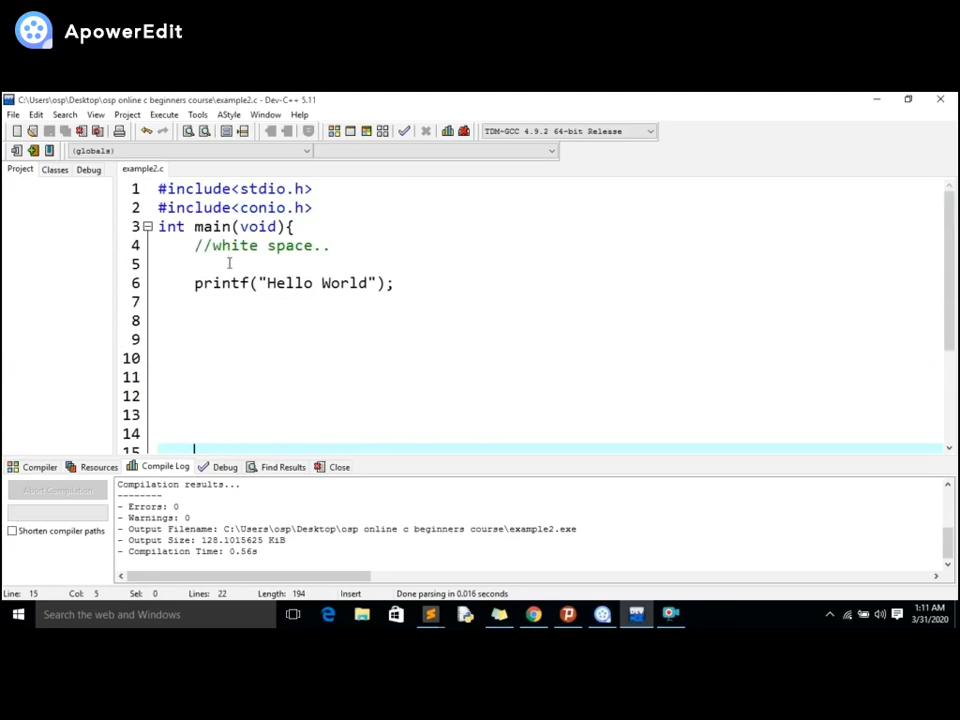 ApowerEdit
C:\Users\osp\Desktop\osp online c beginners course\example2.c - Dev-C++ 5.11
File Edit Search View Project Execute Tools AStyle Window Help
TDM-GCC 4.9.2 64-bit Release
(globals)
Project Classes Debug example2.c
1 #include<stdio.h>
2 #include<conio.h>
3 int main(void){
4 //white space..
5
6 printf("Hello World");
7
8
9
10
11
12
13
14
15
Compiler Resources Compile Log Debug Find Results Close
Abort Compilation
Shorten compiler paths
Compilation results...
--------
- Errors: 0
- Warnings: 0
- Output Filename: C:\Users\osp\Desktop\osp online c beginners course\example2.exe
- Output Size: 128.1015625 KiB
- Compilation Time: 0.56s
Line: 15 Col: 5 Sel: 0 Lines: 22 Length: 194 Insert Done parsing in 0.016 seconds
Search the web and Windows
DEV
1:11 AM
3/31/2020